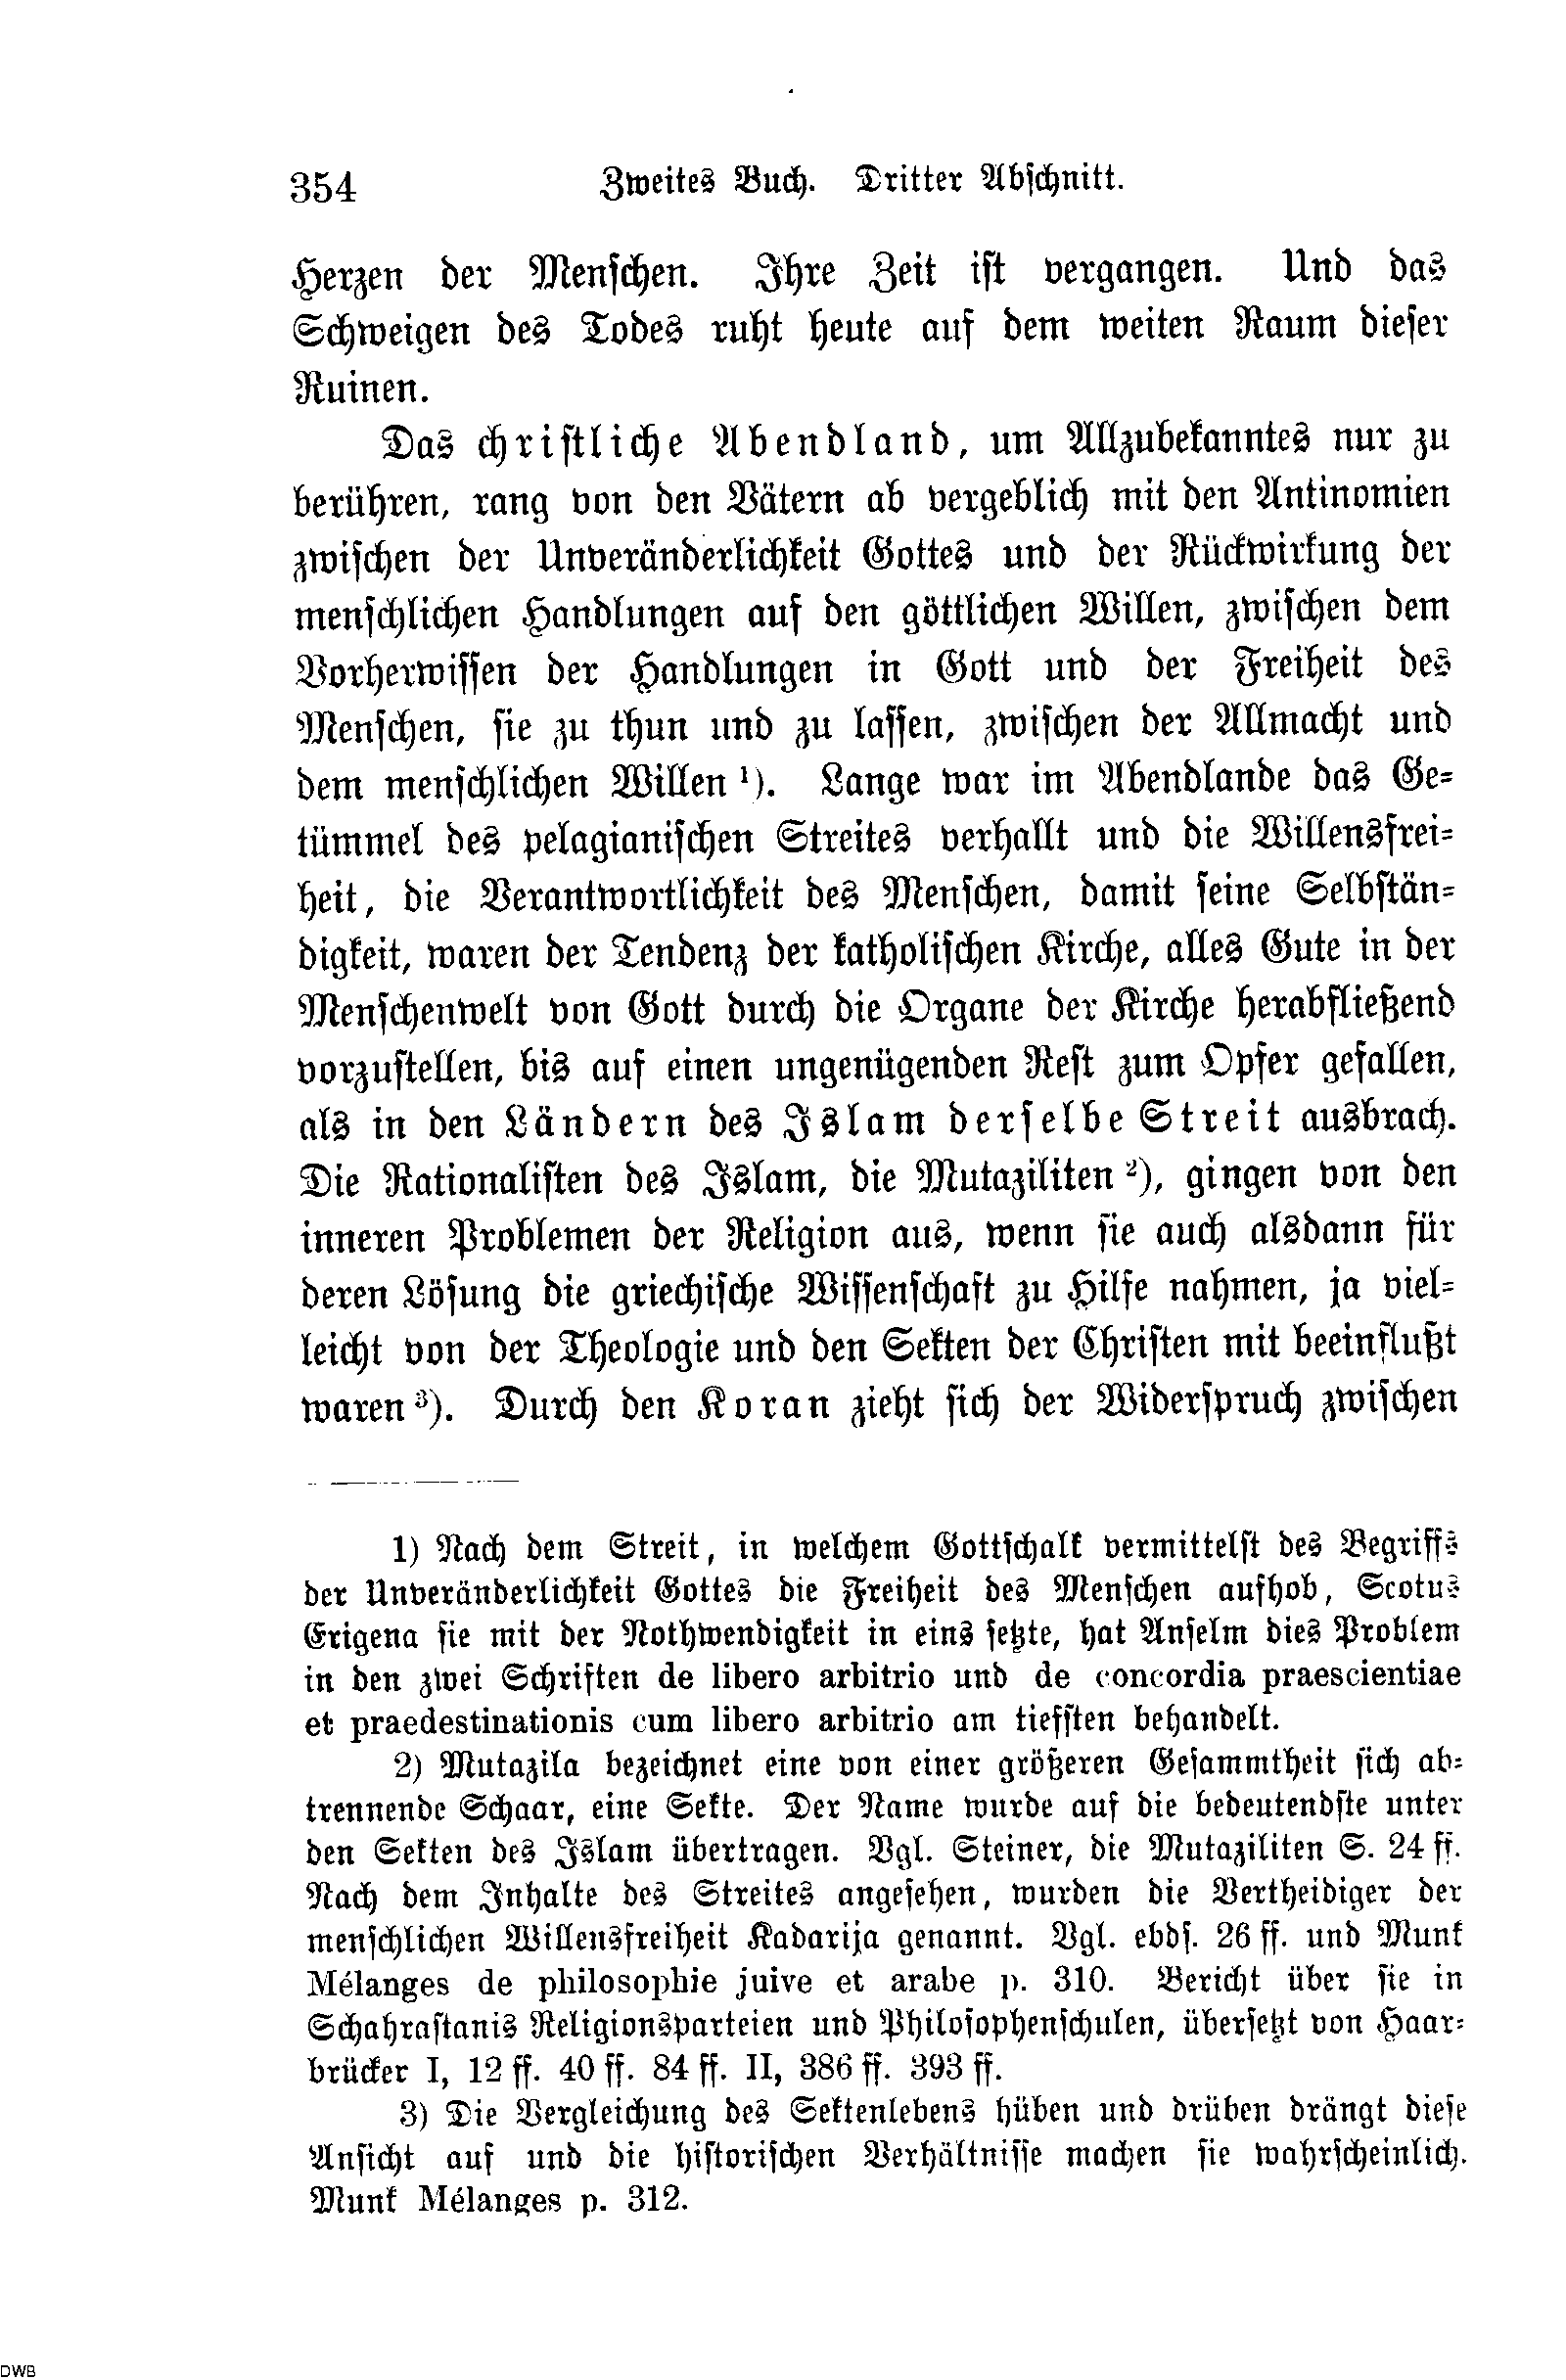 354 Zweites Buch. Dritter Abschnitt.
Herzen der Menschen. Ihre Zeit ist vergangen. Und das
Schweigen des Todes ruht heute auf dem weiten Raum dieser
Ruinen.
Das christliche Abendland, um Allzubekanntes nur zu
berühren, rang von den Vätern ab vergeblich mit den Antinomien
zwischen der Unveränderlichkeit Gottes und der Rückwirkung der
menschlichen Handlungen auf den göttlichen Willen, zwischen dem
Vorherwissen der Handlungen in Gott und der Freiheit des
Menschen, sie zu thun und zu lassen, zwischen der Allmacht und
dem menschlichen Willen ¹). Lange war im Abendlande das Ge-
tümmel des pelagianischen Streites verhallt und die Willensfrei-
heit, die Verantwortlichkeit des Menschen, damit seine Selbstän-
digkeit, waren der Tendenz der katholischen Kirche, alles Gute in der
Menschenwelt von Gott durch die Organe der Kirche herabfließend
vorzustellen, bis auf einen ungenügenden Rest zum Opfer gefallen,
als in den Ländern des Islam derselbe Streit ausbrach.
Die Rationalisten des Islam, die Mutaziliten ²), gingen von den
inneren Problemen der Religion aus, wenn sie auch alsdann für
deren Lösung die griechische Wissenschaft zu Hilfe nahmen, ja viel-
leicht von der Theologie und den Sekten der Christen mit beeinflußt
waren ³). Durch den Koran zieht sich der Widerspruch zwischen
1) Nach dem Streit, in welchem Gottschalk vermittelst des Begriffs
der Unveränderlichkeit Gottes die Freiheit des Menschen aufhob, Scotus
Erigena sie mit der Nothwendigkeit in eins setzte, hat Anselm dies Problem
in den zwei Schriften de libero arbitrio und de concordia praescientiae
et praedestinationis cum libero arbitrio am tiefsten behandelt.
2) Mutazila bezeichnet eine von einer größeren Gesammtheit sich ab-
trennende Schaar, eine Sekte. Der Name wurde auf die bedeutendste unter
den Sekten des Islam übertragen. Vgl. Steiner, die Mutaziliten S. 24 ff.
Nach dem Inhalte des Streites angesehen, wurden die Vertheidiger der
menschlichen Willensfreiheit Kadarija genannt. Vgl. ebds. 26 ff. und Munk
Mélanges de philosophie juive et arabe p. 310. Bericht über sie in
Schahrastanis Religionsparteien und Philosophenschulen, übersetzt von Haar-
brücker I, 12 ff. 40 ff. 84 ff. II, 386 ff. 393 ff.
3) Die Vergleichung des Sektenlebens hüben und drüben drängt diese
Ansicht auf und die historischen Verhältnisse machen sie wahrscheinlich.
Munk Mélanges p. 312.
DWB